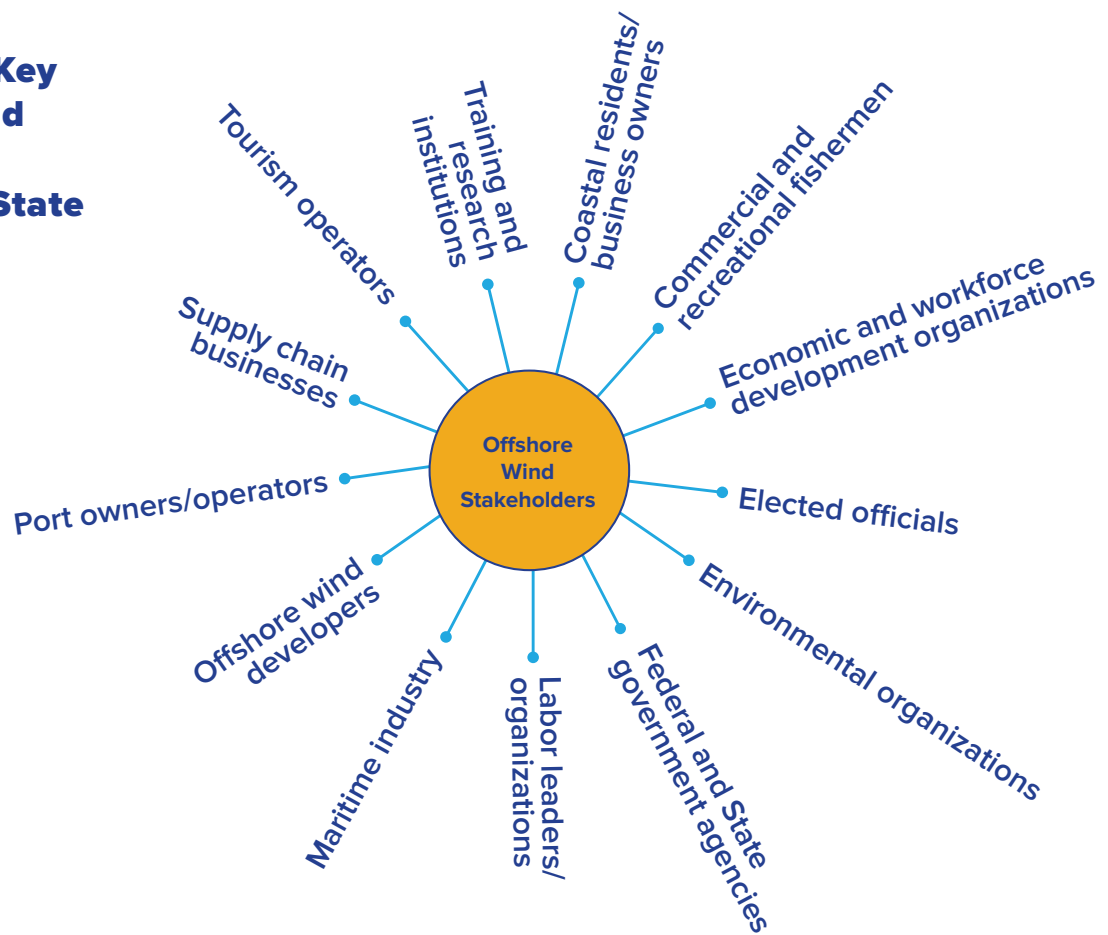 Key
d
State
Coastal residents/
business owners
Commercial and
recreational fishermen
Economic and workforce
development organizations
Elected officials
Environmental organizations
Federal and State
government agencies
Labor leaders/
organizations
Maritime industry
Offshore wind
developers
Port owners/operators
Supply chain
businesses
Tourism operators
Training and
research
institutions
Offshore
Wind
Stakeholders